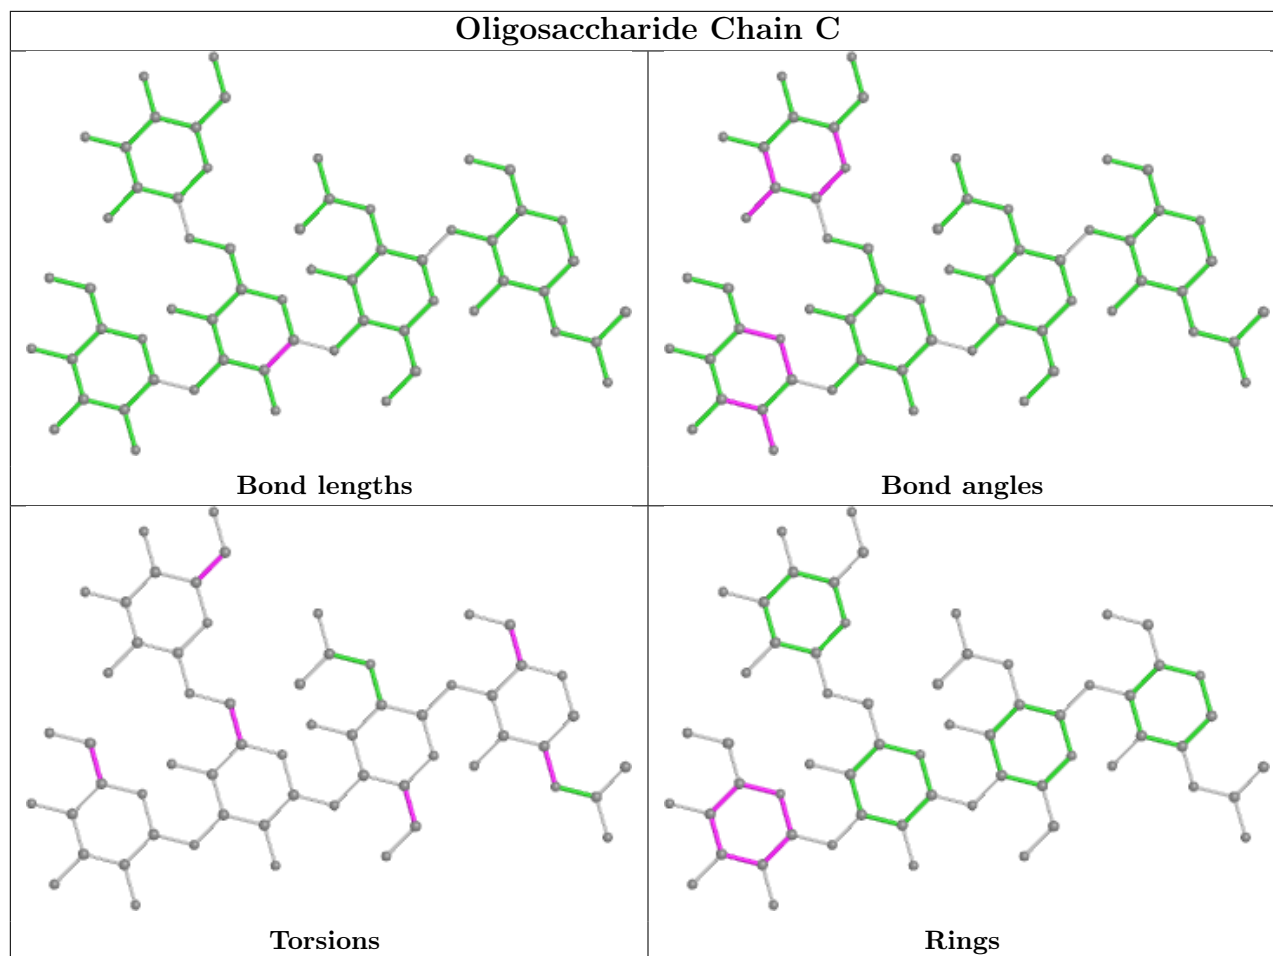 Oligosaccharide Chain C
Bond lengths
Bond angles
Torsions
Rings